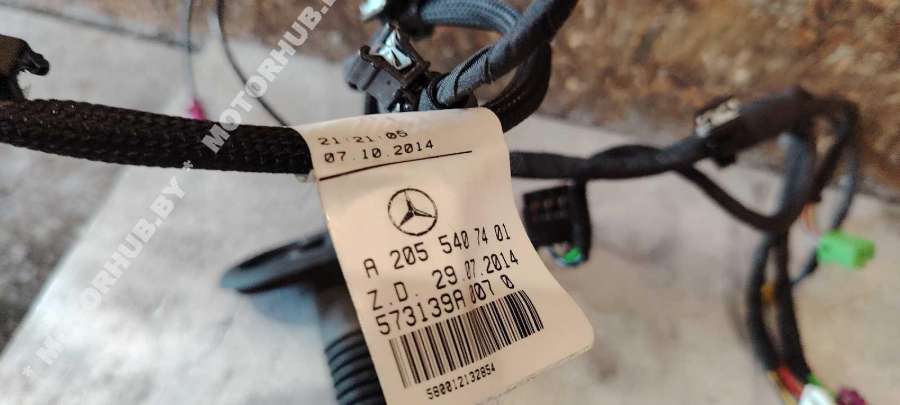 21:21:05
07.10.2014
A 205 540 74 01
Z.D. 29.07.2014
573139A 007 0
580012132854
* MOTORHUB.BY * MOTORHUB.BY